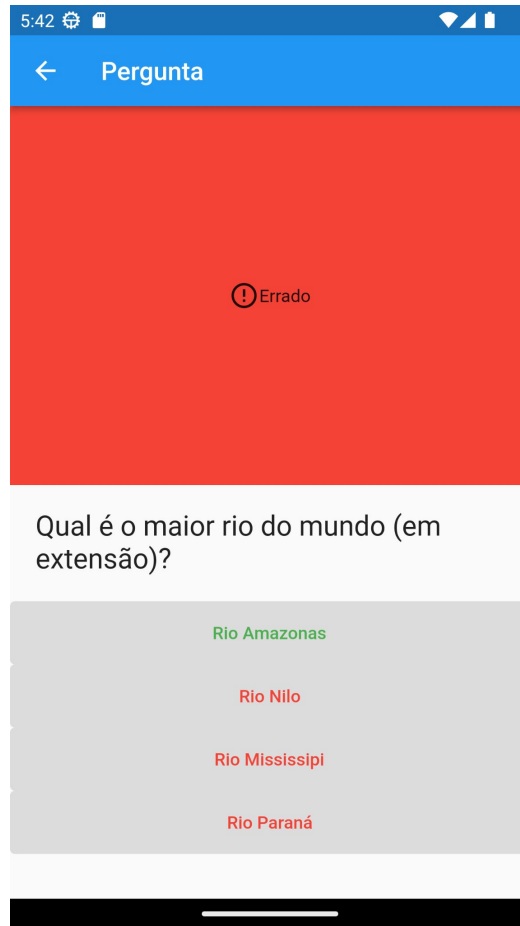 5:42
Pergunta
Errado
Qual é o maior rio do mundo (em
extensão)?
Rio Amazonas
Rio Nilo
Rio Mississipi
Rio Paraná